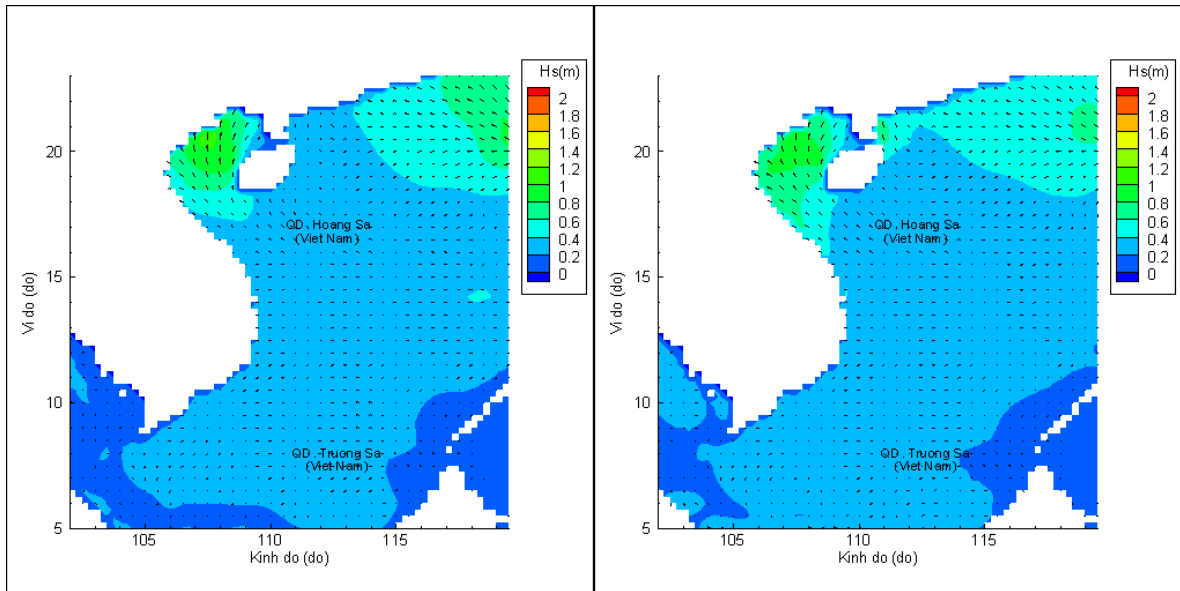 Hs(m)
2
1.8
1.6
1.4
1.2
1
0.8
0.6
0.4
0.2
0
20
15
10
5
Vi do (do)
QD. Hoang Sa
(Viet Nam)
QD. Truong Sa
(Viet Nam)
105
110
115
Kinh do (do)
Hs(m)
2
1.8
1.6
1.4
1.2
1
0.8
0.6
0.4
0.2
0
20
15
10
5
Vi do (do)
QD. Hoang Sa
(Viet Nam)
QD. Truong Sa
(Viet Nam)
105
110
115
Kinh do (do)